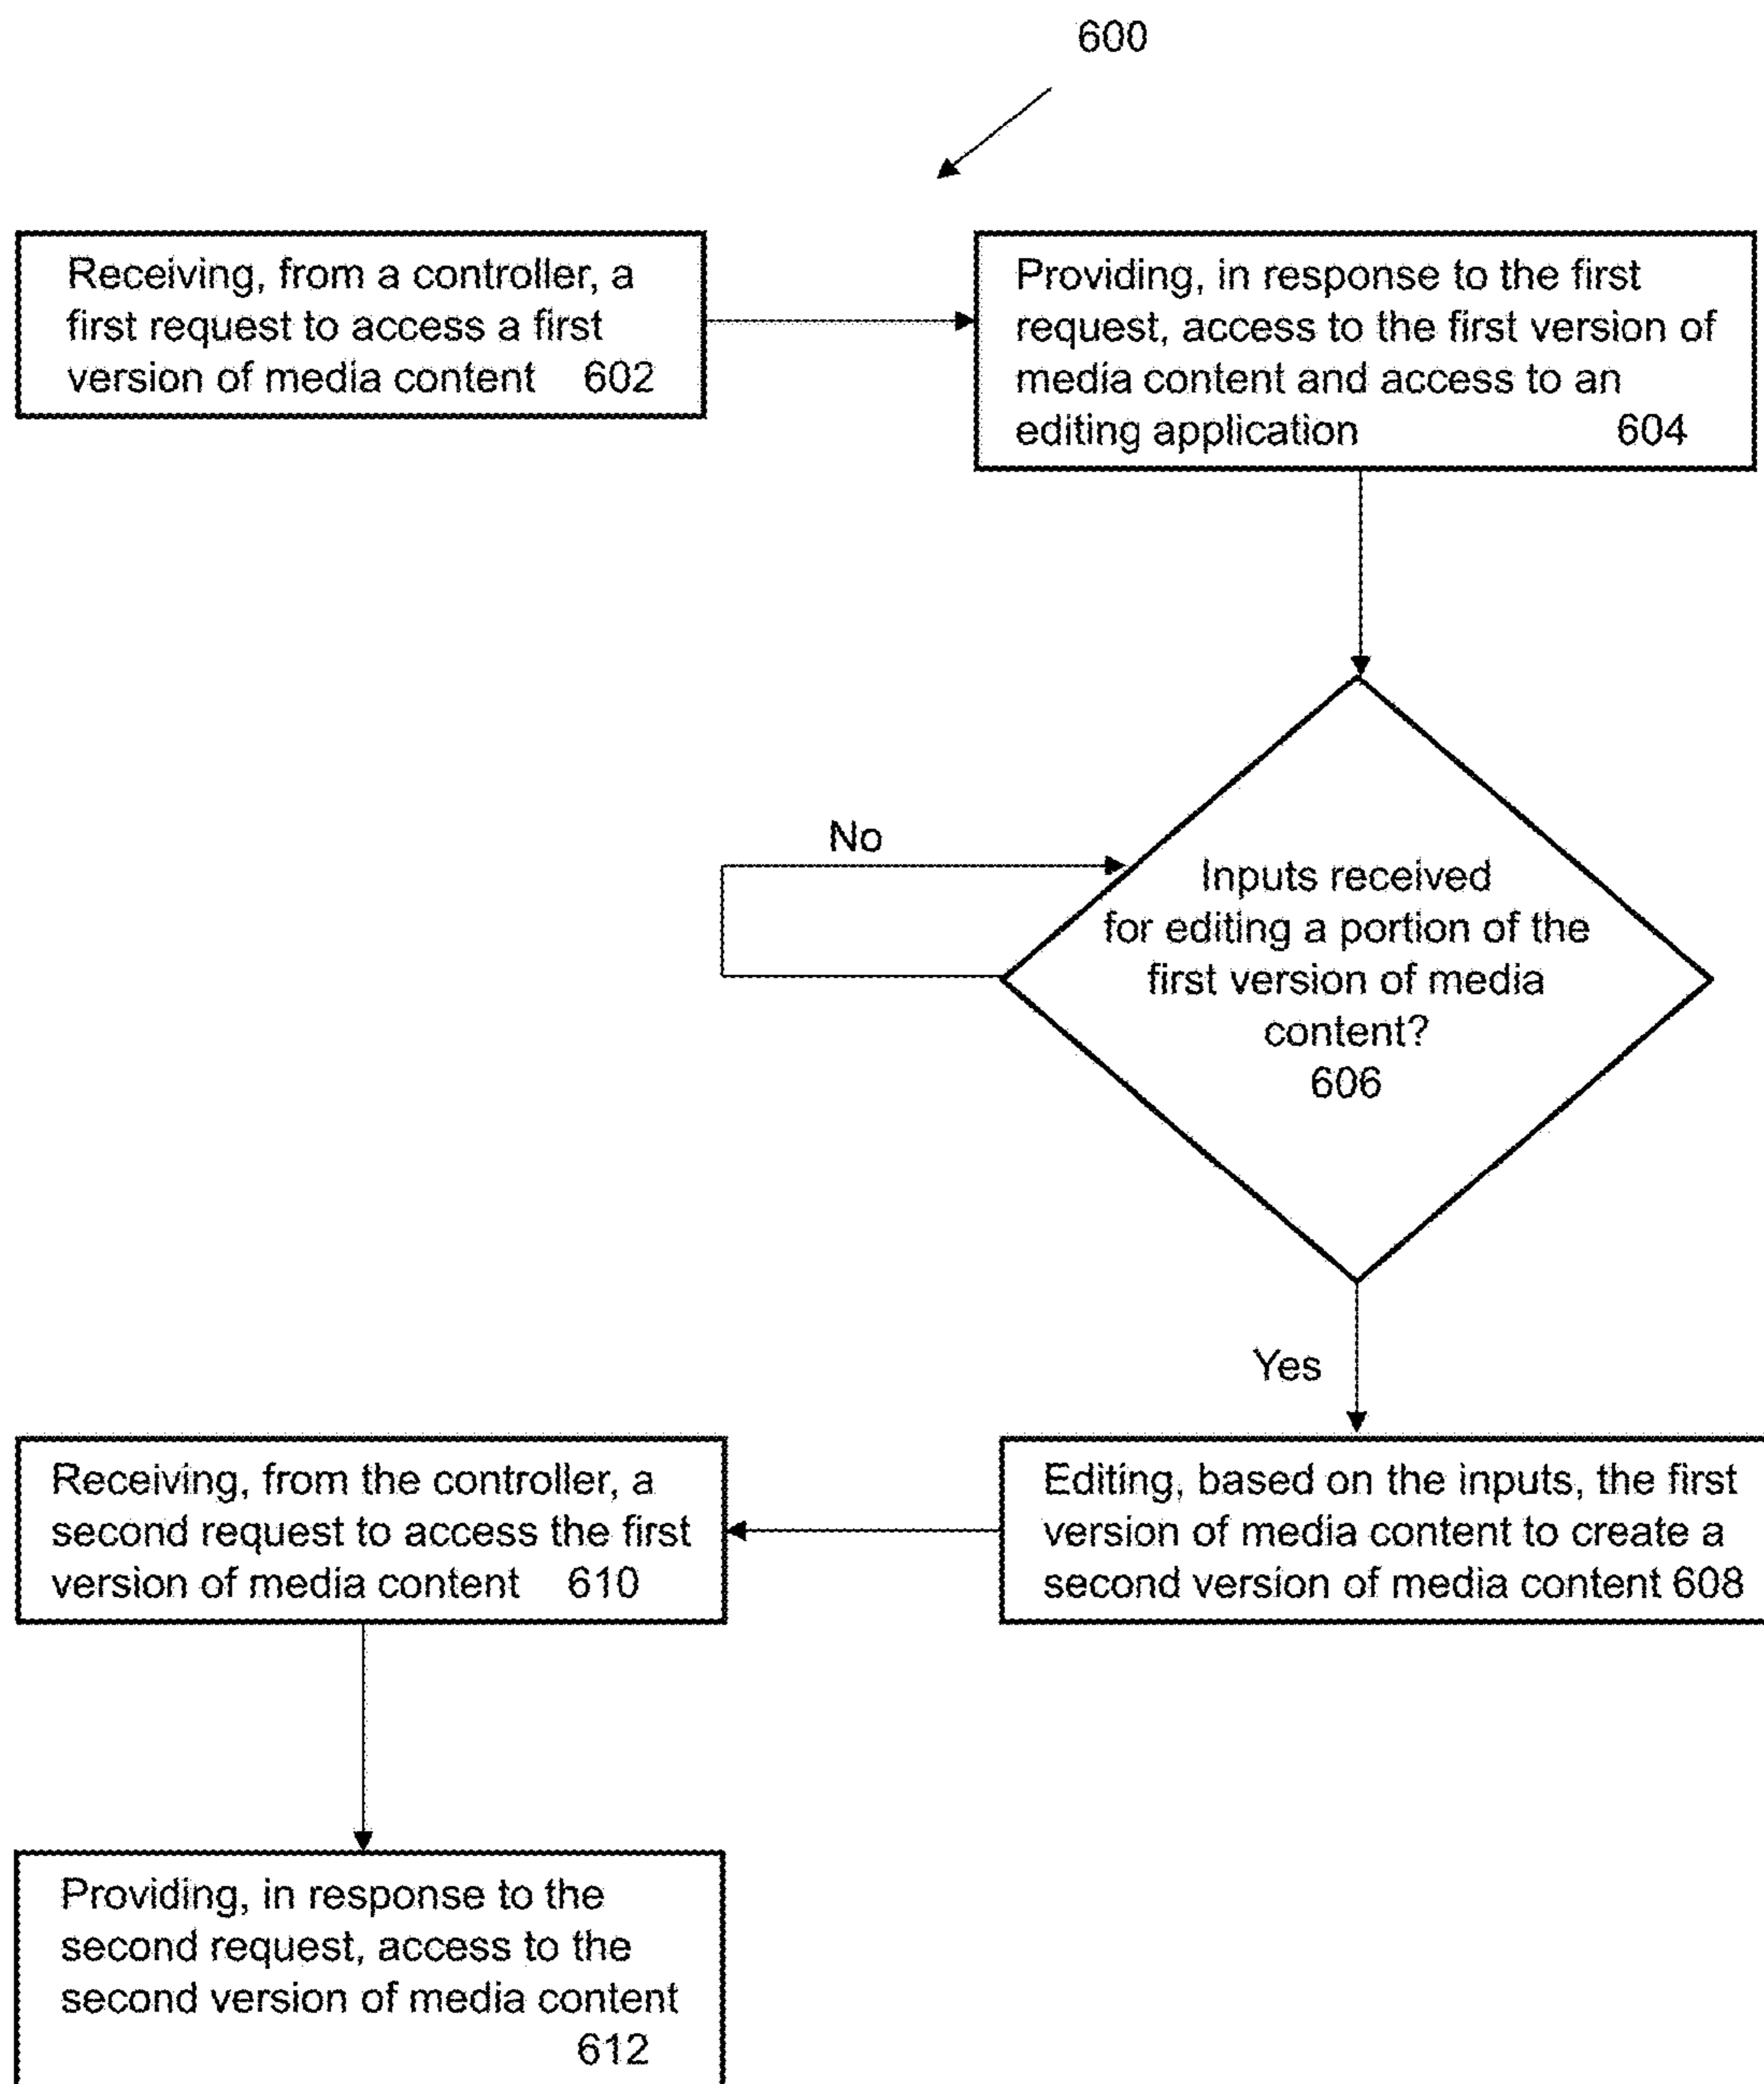 600
Receiving, from a controller, a
first request to access a first
version of media content 602
Providing, in response to the first
request, access to the first version of
media content and access to an
editing application 604
No
Inputs received
for editing a portion of the
first version of media
content?
606
Yes
Editing, based on the inputs, the first
version of media content to create a
second version of media content 608
Receiving, from the controller, a
second request to access the first
version of media content 610
Providing, in response to the
second request, access to the
second version of media content
612